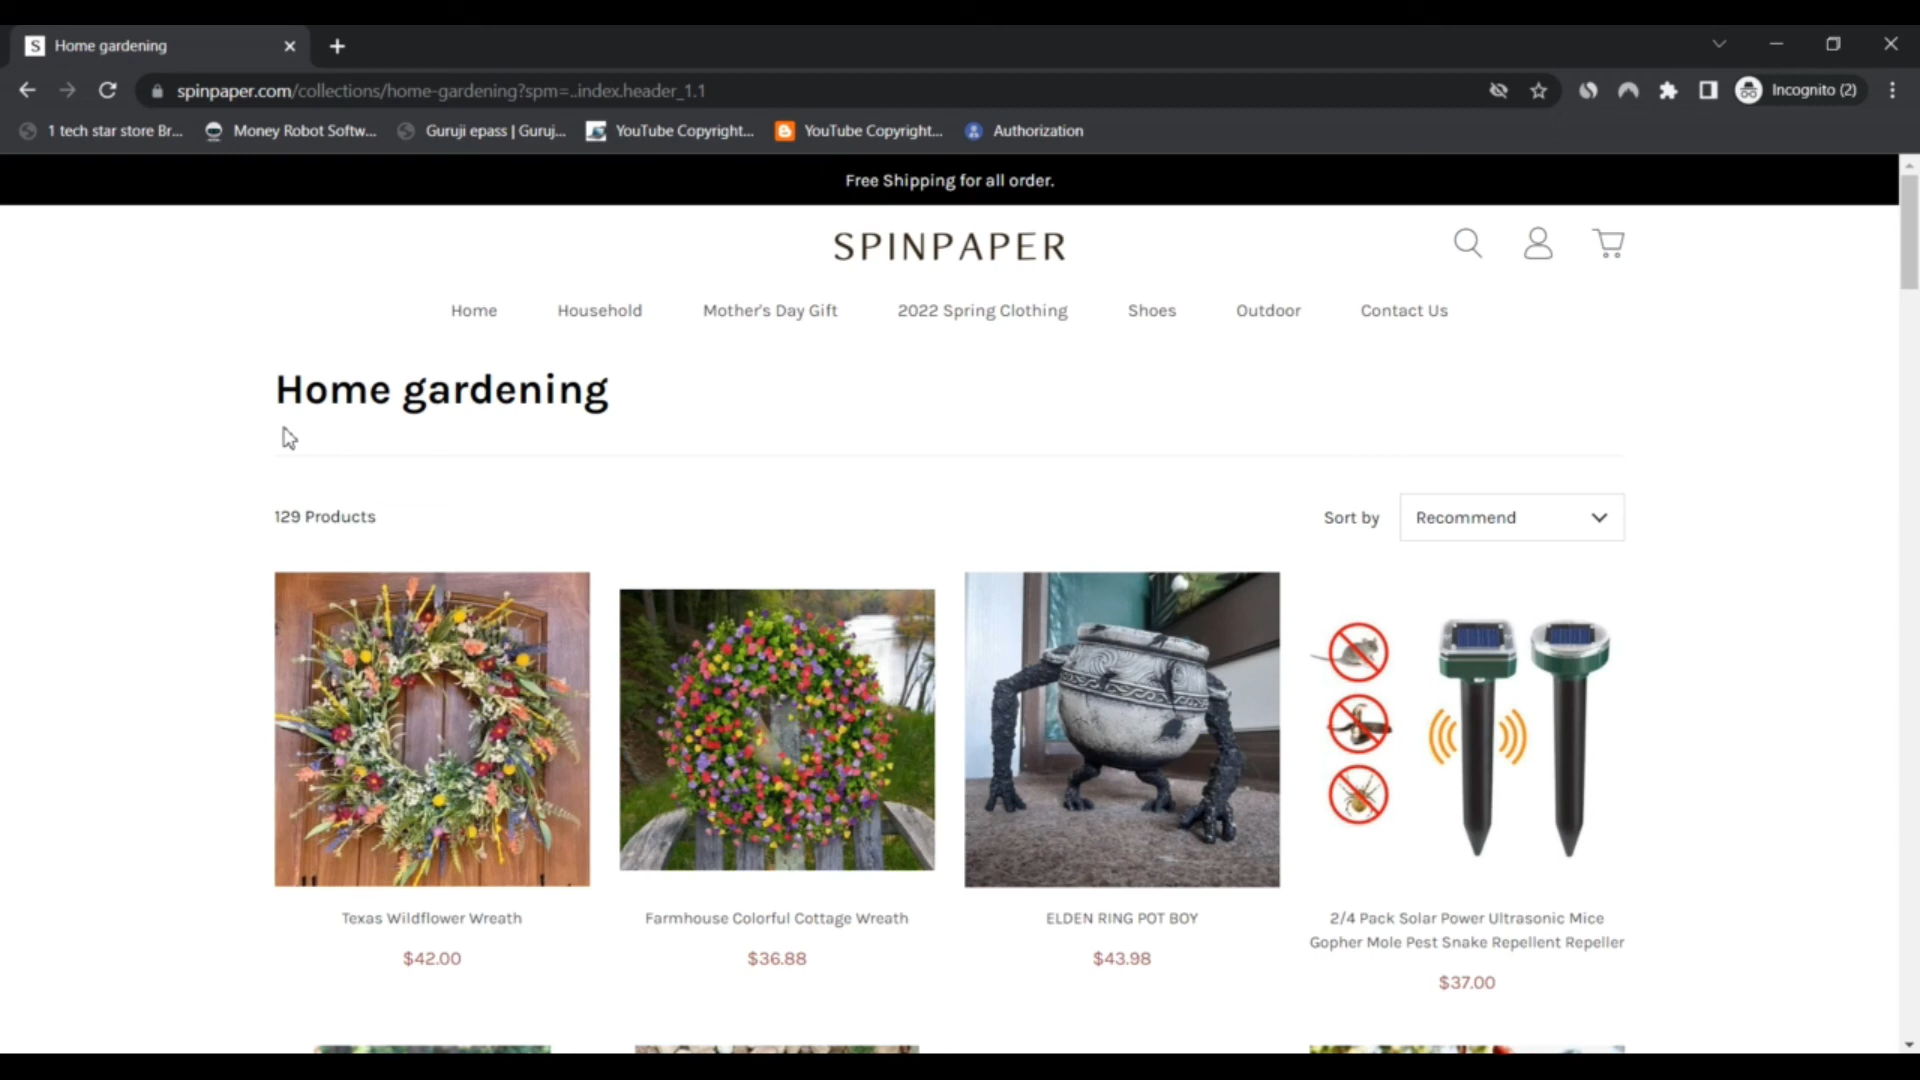 S Home gardening
spinpaper.com/collections/home-gardening?spm=..index.header_1.1
Incognito (2)
1 tech star store Br...
Money Robot Softw...
Guruji epass | Guruj...
YouTube Copyright...
YouTube Copyright...
Authorization
Free Shipping for all order.
SPINPAPER
Home
Household
Mother's Day Gift
2022 Spring Clothing
Shoes
Outdoor
Contact Us
Home gardening
129 Products
Sort by
Recommend
Texas Wildflower Wreath
$42.00
Farmhouse Colorful Cottage Wreath
$36.88
ELDEN RING POT BOY
$43.98
2/4 Pack Solar Power Ultrasonic Mice
Gopher Mole Pest Snake Repellent Repeller
$37.00